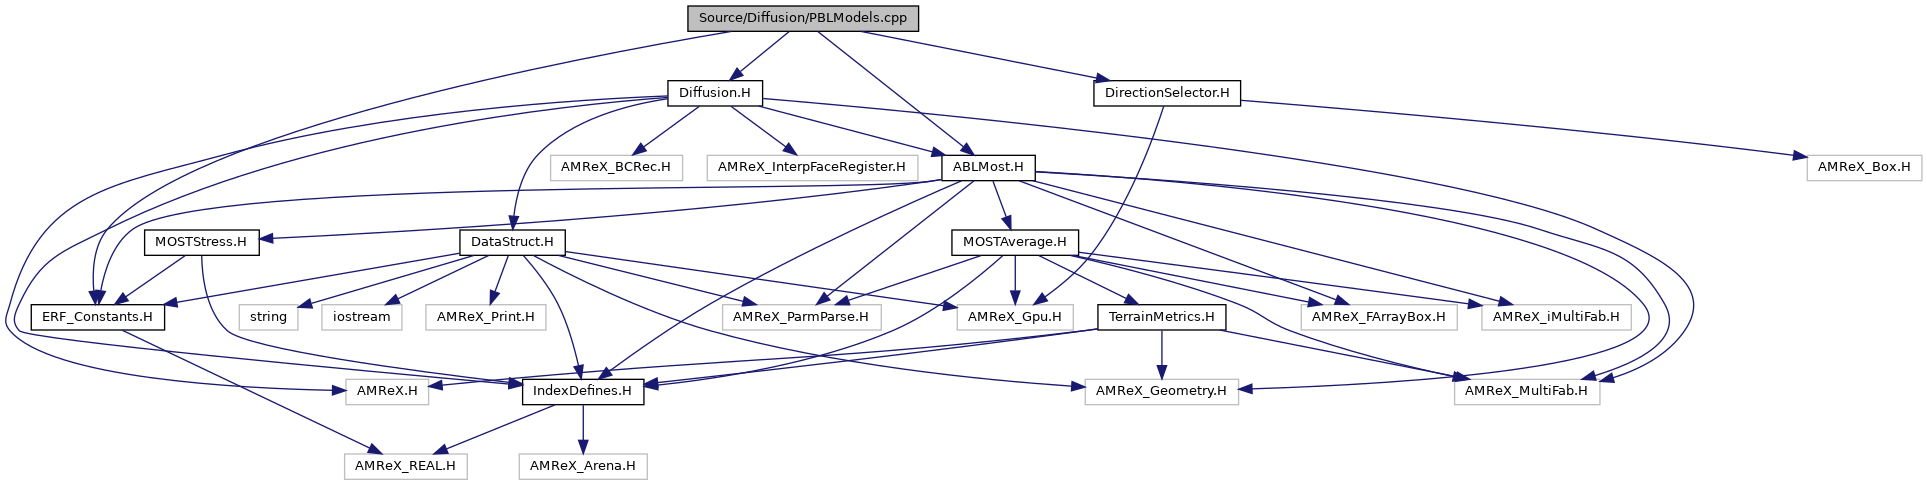 Source/Diffusion/PBLModels.cpp
Diffusion.H
DirectionSelector.H
AMReX_BCRec.H
AMReX_InterpFaceRegister.H
ABLMost.H
AMReX_Box.H
MOSTStress.H
DataStruct.H
MOSTAverage.H
ERF_Constants.H
string
iostream
AMReX_Print.H
AMReX_ParmParse.H
AMReX_Gpu.H
TerrainMetrics.H
AMReX_FArrayBox.H
AMReX_iMultiFab.H
AMReX.H
IndexDefines.H
AMReX_Geometry.H
AMReX_MultiFab.H
AMReX_REAL.H
AMReX_Arena.H